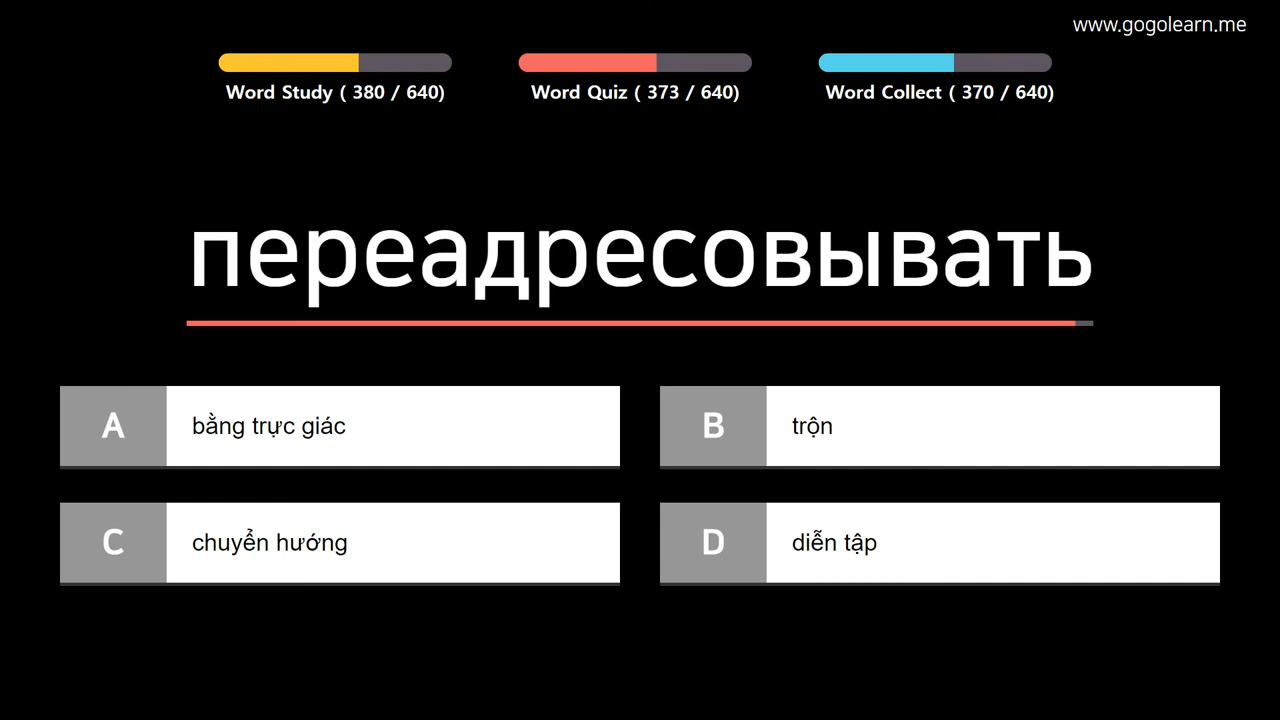 www.gogolearn.me
Word Study ( 380 / 640)
Word Quiz ( 373 / 640)
Word Collect ( 370 / 640)
переадресовывать
A
bằng trực giác
B
trộn
C
chuyển hướng
D
diễn tập